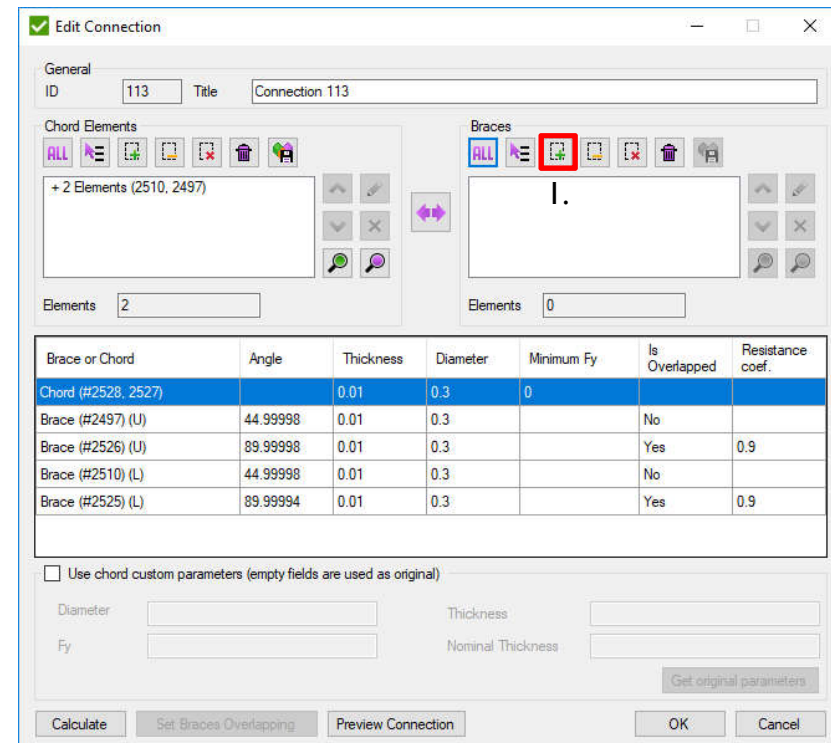 Edit Connection
General
ID 113 Title Connection 113
Chord Elements Braces
ALL ALL
+ 2 Elements (2510, 2497)
I.
Elements 2 Elements 0
Brace or Chord Angle Thickness Diameter Minimum Fy Is Overlapped Resistance coef.
Chord (#2528, 2527) 0.01 0.3 0
Brace (#2497) (U) 44.99998 0.01 0.3 No
Brace (#2526) (U) 89.99998 0.01 0.3 Yes 0.9
Brace (#2510) (L) 44.99998 0.01 0.3 No
Brace (#2525) (L) 89.99994 0.01 0.3 Yes 0.9
Use chord custom parameters (empty fields are used as original)
Diameter Thickness
Fy Nominal Thickness
Get original parameters
Calculate Set Braces Overlapping Preview Connection OK Cancel